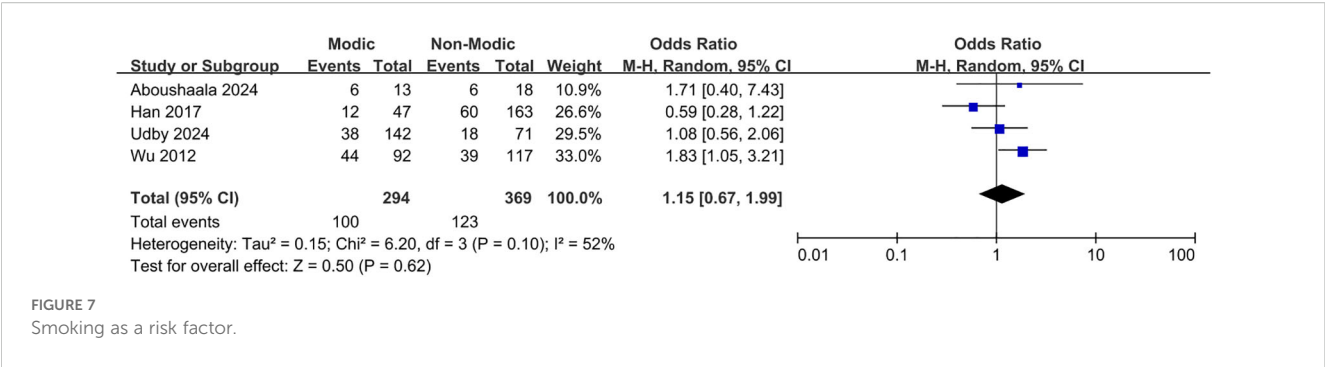 Modic Non-Modic Odds Ratio Odds Ratio
Study or Subgroup Events Total Events Total Weight M-H, Random, 95% CI M-H, Random, 95% CI
Aboushaala 2024 6 13 6 18 10.9% 1.71 [0.40, 7.43]
Han 2017 12 47 60 163 26.6% 0.59 [0.28, 1.22]
Udby 2024 38 142 18 71 29.5% 1.08 [0.56, 2.06]
Wu 2012 44 92 39 117 33.0% 1.83 [1.05, 3.21]
Total (95% CI) 294 369 100.0% 1.15 [0.67, 1.99]
Total events 100 123
Heterogeneity: Tau² = 0.15; Chi² = 6.20, df = 3 (P = 0.10); I² = 52%
Test for overall effect: Z = 0.50 (P = 0.62)
0.01 0.1 1 10 100
FIGURE 7
Smoking as a risk factor.